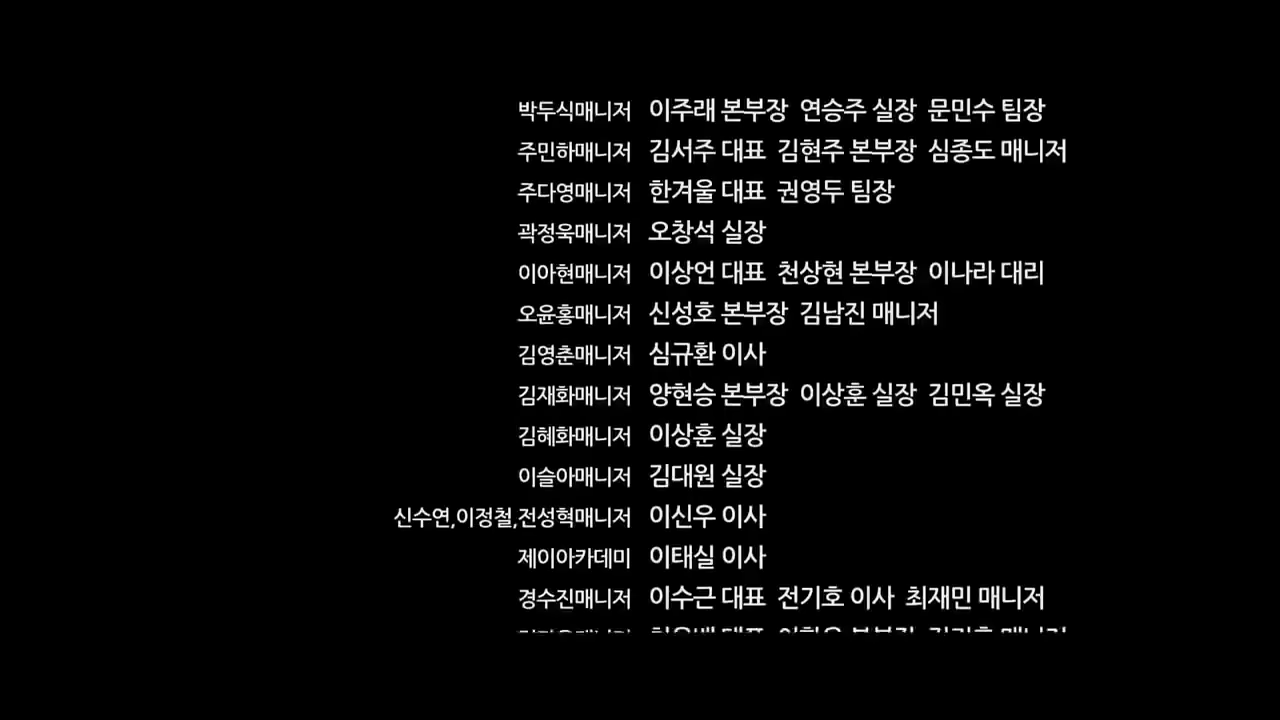 박두식매니저 이주래 본부장 연승주 실장 문민수 팀장
주민하매니저 김서주 대표 김현주 본부장 심종도 매니저
주다영매니저 한겨울 대표 권영두 팀장
곽정욱매니저 오창석 실장
이아현매니저 이상언 대표 천상현 본부장 이나라 대리
오윤홍매니저 신성호 본부장 김남진 매니저
김영춘매니저 심규환 이사
김재화매니저 양현승 본부장 이상훈 실장 김민옥 실장
김혜화매니저 이상훈 실장
이슬아매니저 김대원 실장
신수연,이정철,전성혁매니저 이신우 이사
제이아카데미 이태실 이사
경수진매니저 이수근 대표 전기호 이사 최재민 매니저